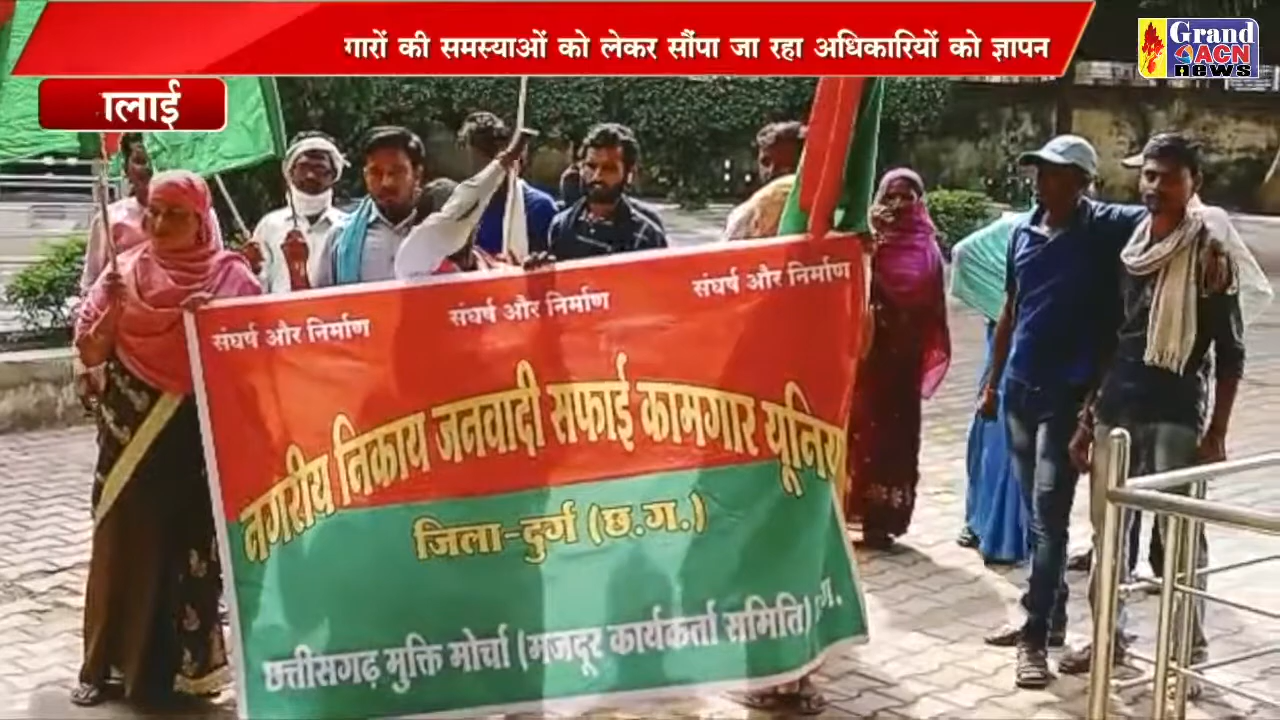 गारों की समस्याओं को लेकर सौंपा जा रहा अधिकारियों को ज्ञापन
Grand
ACN
news
लाई
संघर्ष और निर्माण
संघर्ष और निर्माण
संघर्ष और निर्माण
नगरीय निकाय जनवादी सफाई कामगार यूनिय
जिला-दुर्ग (छ.ग.)
छत्तीसगढ़ मुक्ति मोर्चा (मजदूर कार्यकर्ता समिति)